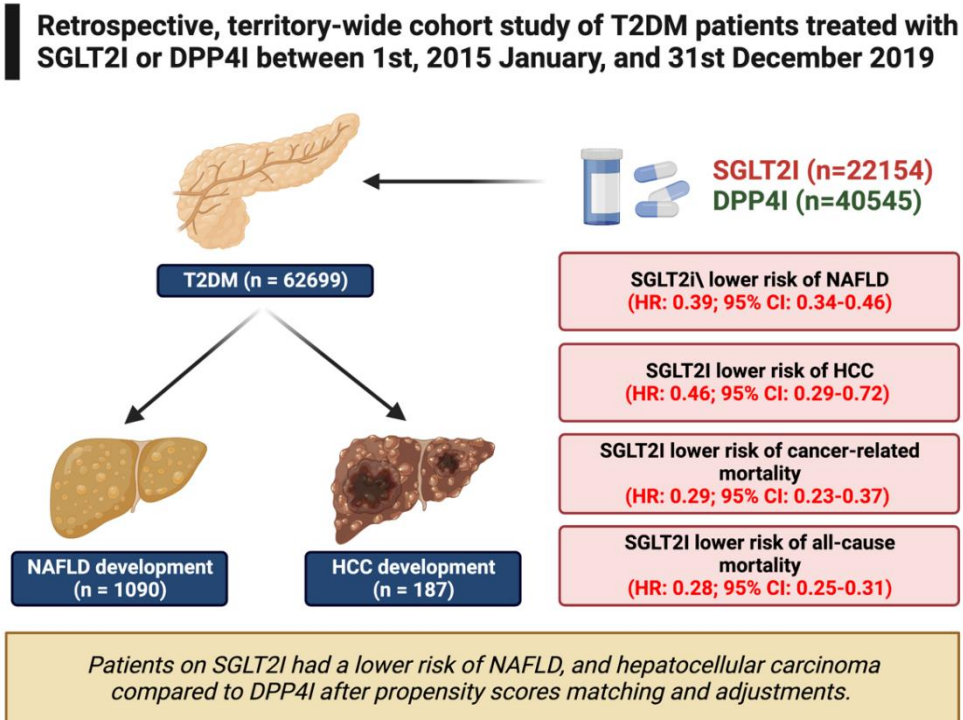 Retrospective, territory-wide cohort study of T2DM patients treated with
SGLT2I or DPP4I between 1st, 2015 January, and 31st December 2019
SGLT2I (n=22154)
DPP4I (n=40545)
T2DM (n = 62699)
SGLT2i\ lower risk of NAFLD
(HR: 0.39; 95% CI: 0.34-0.46)
SGLT2I lower risk of HCC
(HR: 0.46; 95% CI: 0.29-0.72)
SGLT2I lower risk of cancer-related
mortality
(HR: 0.29; 95% CI: 0.23-0.37)
SGLT2I lower risk of all-cause
mortality
(HR: 0.28; 95% CI: 0.25-0.31)
NAFLD development
(n = 1090)
HCC development
(n = 187)
Patients on SGLT2I had a lower risk of NAFLD, and hepatocellular carcinoma
compared to DPP4I after propensity scores matching and adjustments.